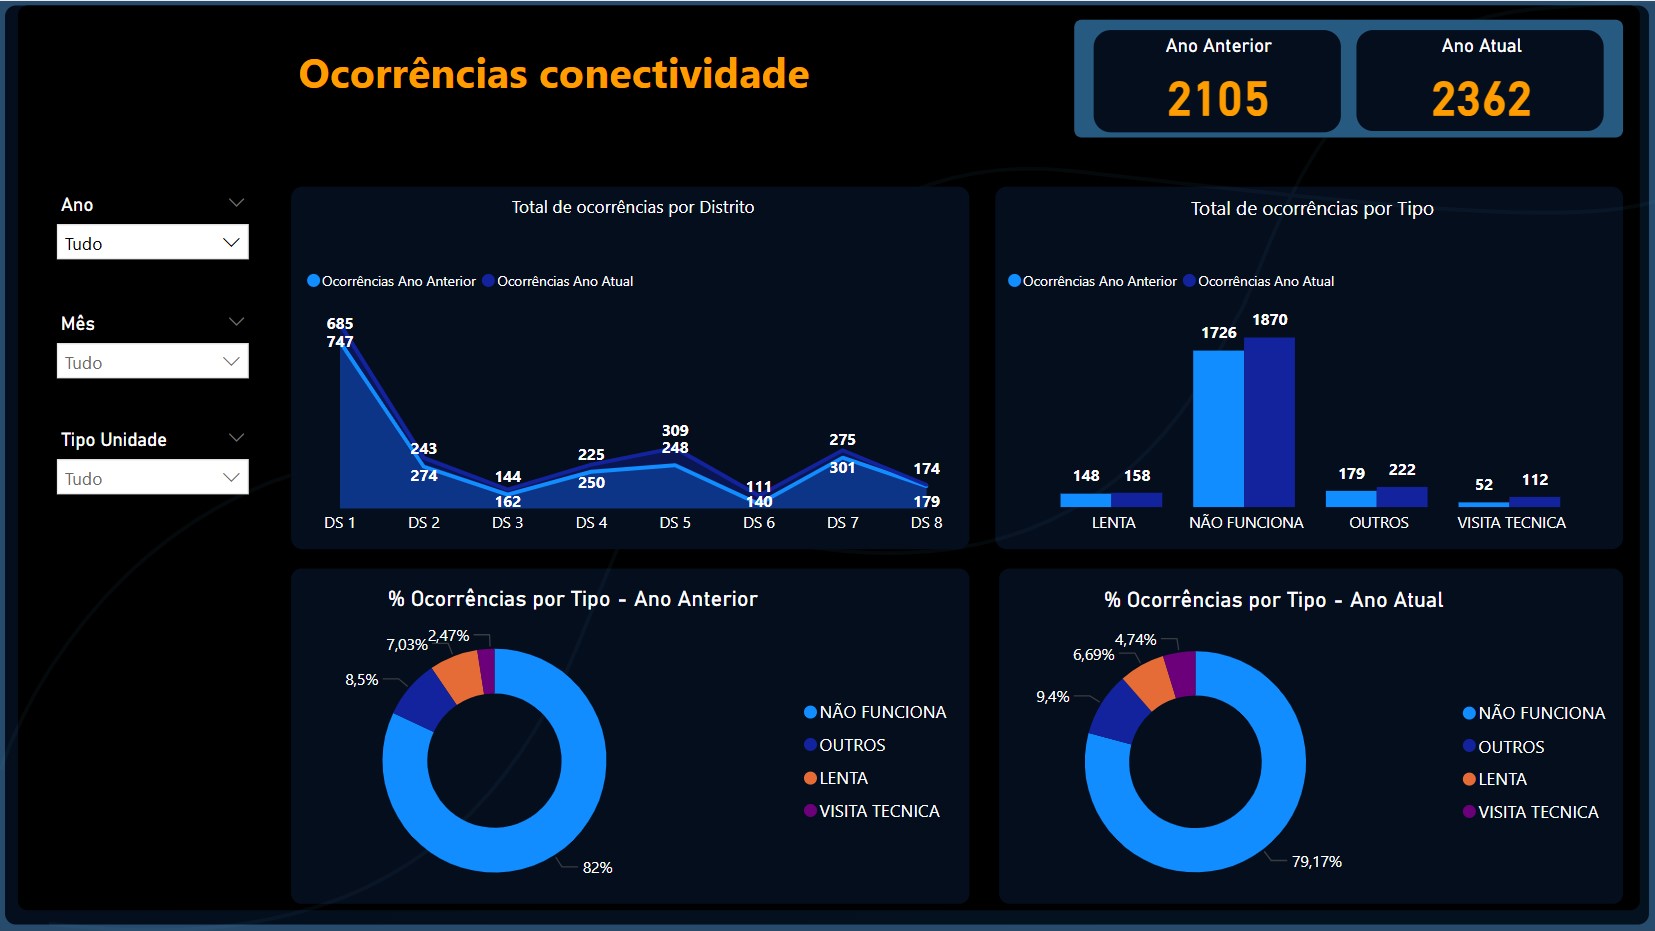 Ocorrências conectividade
Ano Anterior
2105
Ano Atual
2362
Ano
Tudo
Mês
Tudo
Tipo Unidade
Tudo
Total de ocorrências por Distrito
Ocorrências Ano Anterior Ocorrências Ano Atual
685
747
243
274
144
162
225
250
309
248
111
140
275
301
174
179
DS 1 DS 2 DS 3 DS 4 DS 5 DS 6 DS 7 DS 8
Total de ocorrências por Tipo
Ocorrências Ano Anterior Ocorrências Ano Atual
148 158
1726 1870
179 222
52 112
LENTA NÃO FUNCIONA OUTROS VISITA TECNICA
% Ocorrências por Tipo - Ano Anterior
2,47%
7,03%
8,5%
82%
NÃO FUNCIONA
OUTROS
LENTA
VISITA TECNICA
% Ocorrências por Tipo - Ano Atual
4,74%
6,69%
9,4%
79,17%
NÃO FUNCIONA
OUTROS
LENTA
VISITA TECNICA